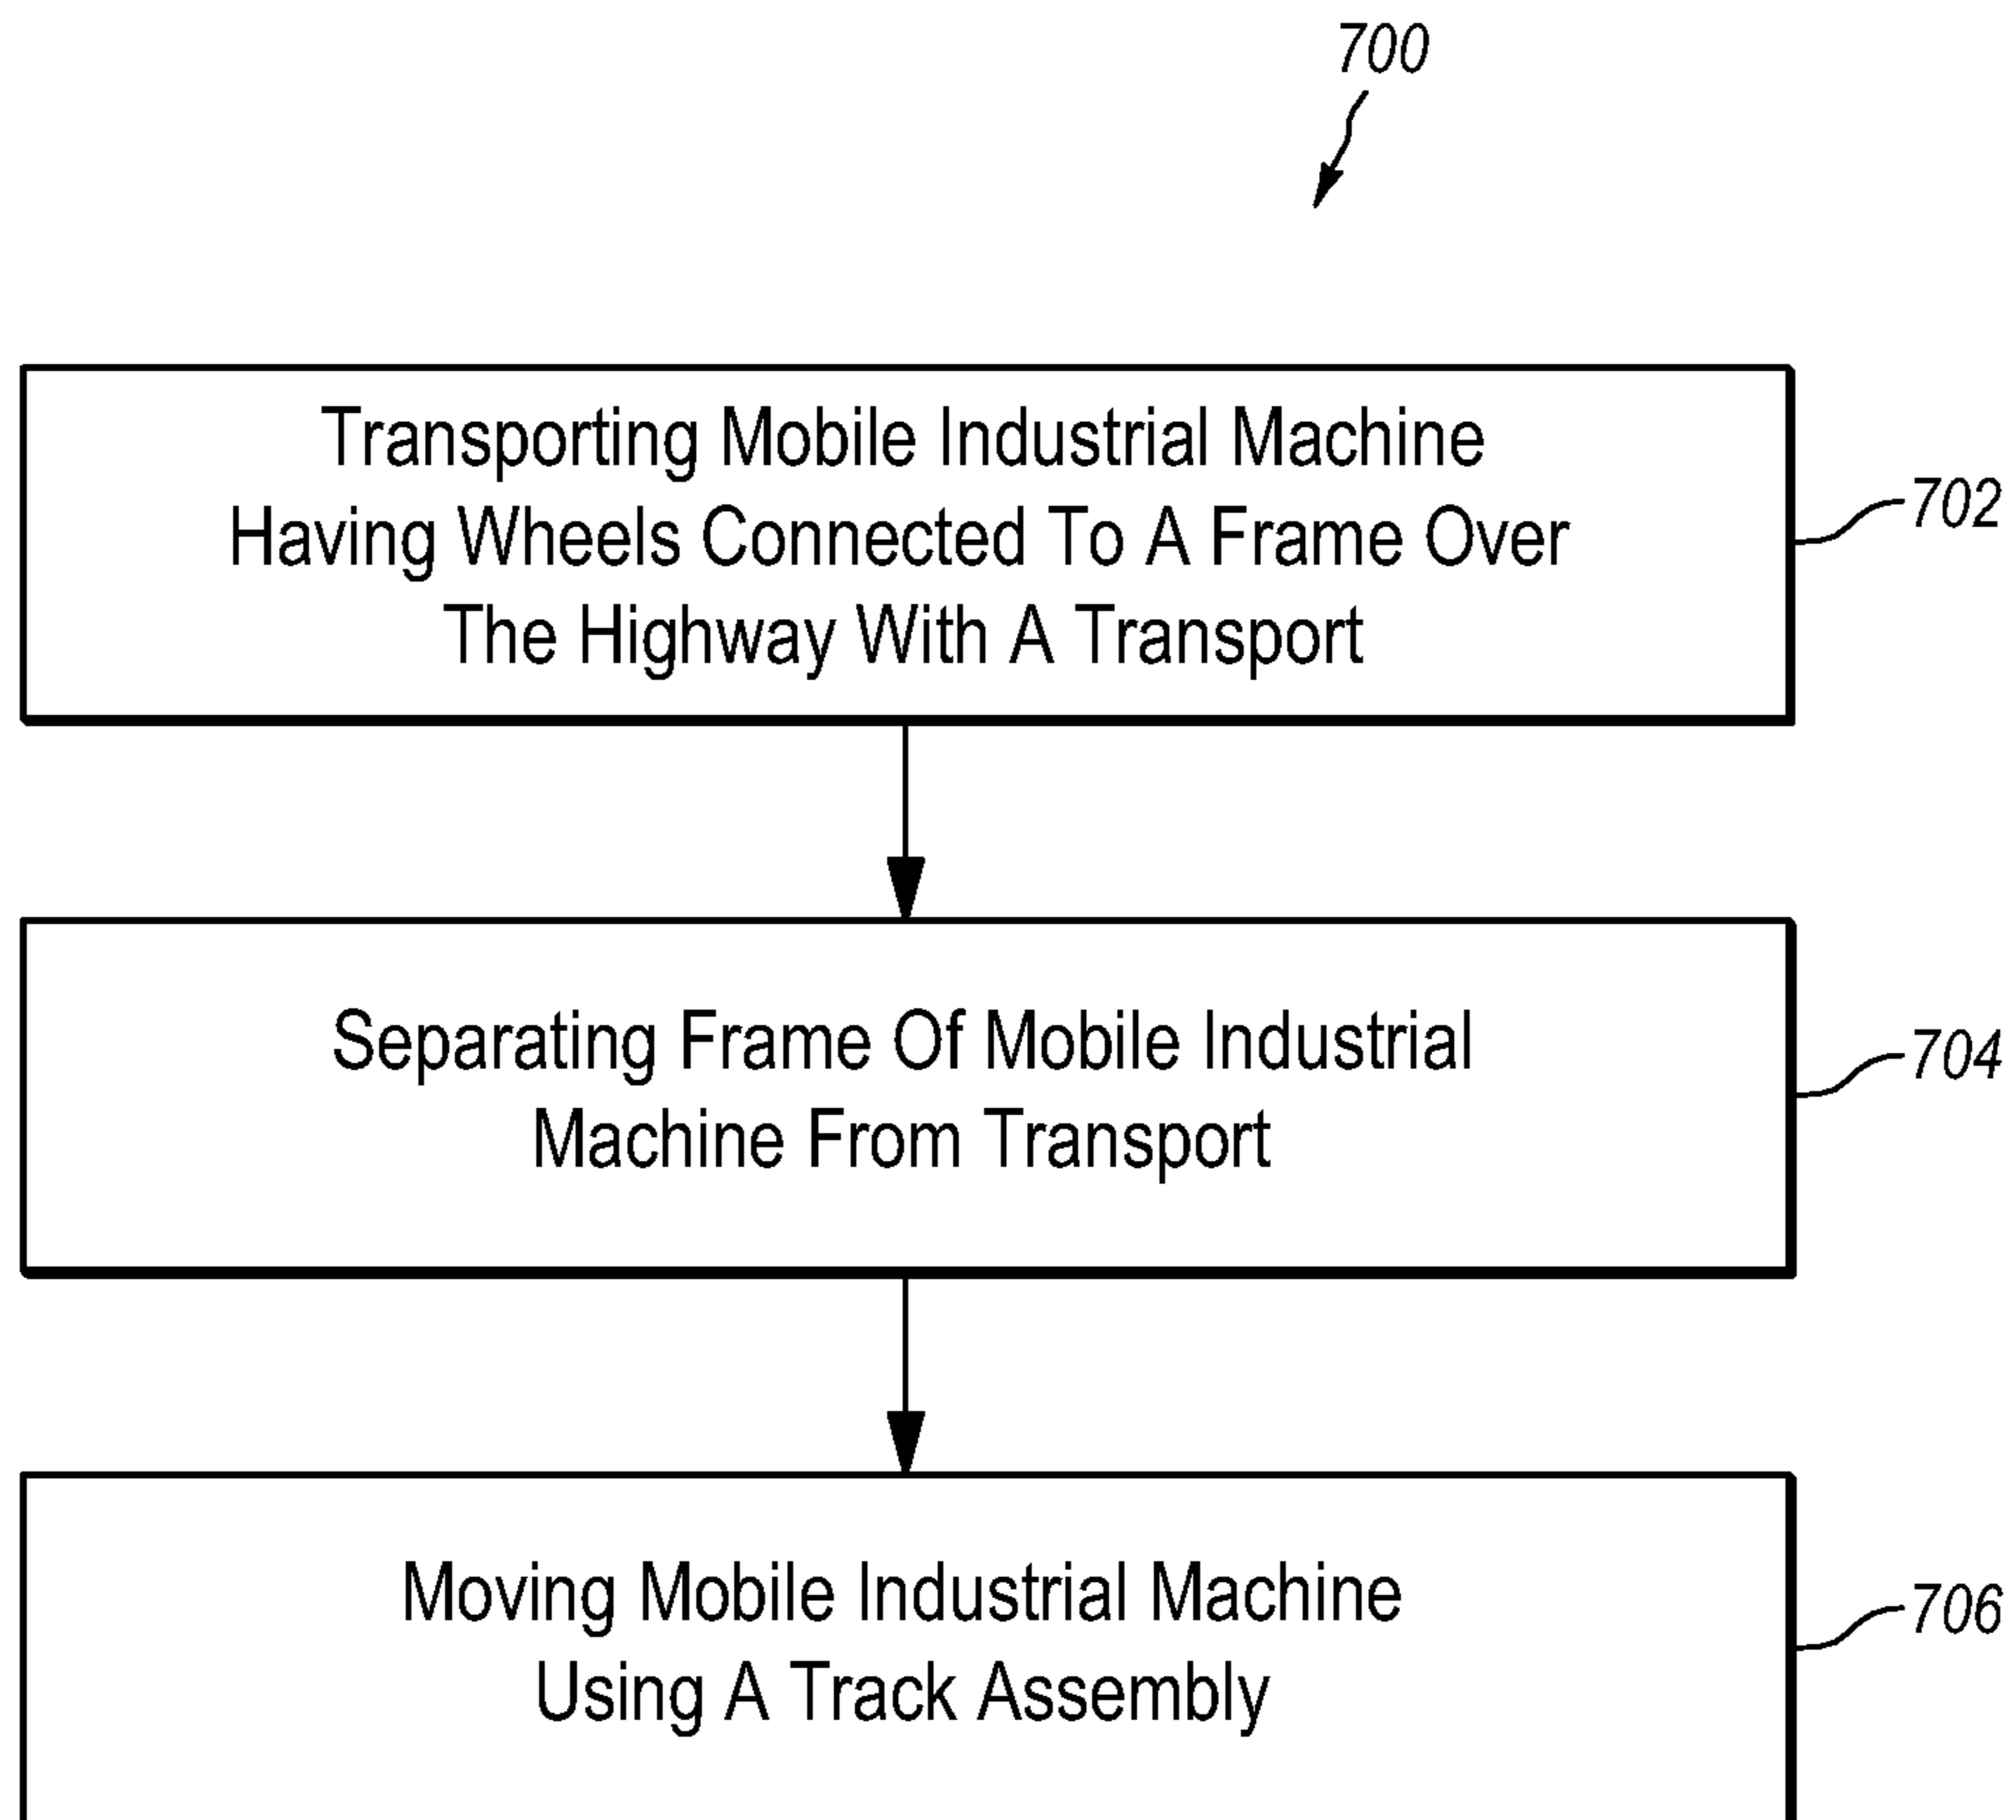 700
Transporting Mobile Industrial Machine
Having Wheels Connected To A Frame Over
The Highway With A Transport
702
Separating Frame Of Mobile Industrial
Machine From Transport
704
Moving Mobile Industrial Machine
Using A Track Assembly
706